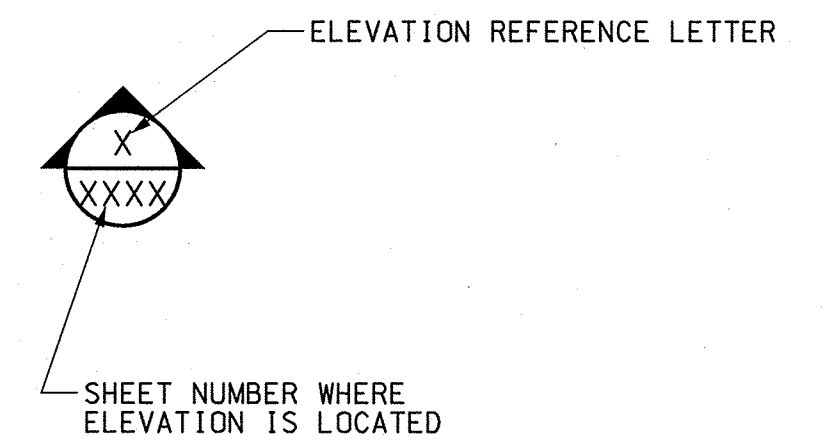 ELEVATION REFERENCE LETTER
X
XXXX
SHEET NUMBER WHERE
ELEVATION IS LOCATED